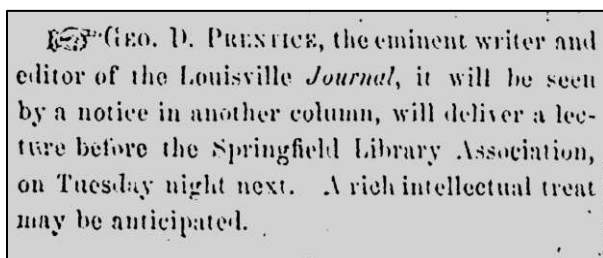 ☞ GEO. D. PRENTICE, the eminent writer and
editor of the Louisville Journal, it will be seen
by a notice in another column, will deliver a lec-
ture before the Springfield Library Association,
on Tuesday night next. A rich intellectual treat
may be anticipated.